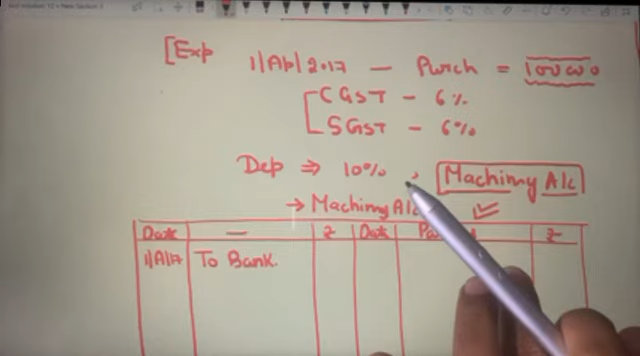 [Exp 1/Ap/2017 - Purch = 100000
CGST - 6%
SGST - 6%
Dep ⇒ 10%, Machinery A/c
→ Machinery A/c
Date - ₹ Date ₹
1/A/17 To Bank.